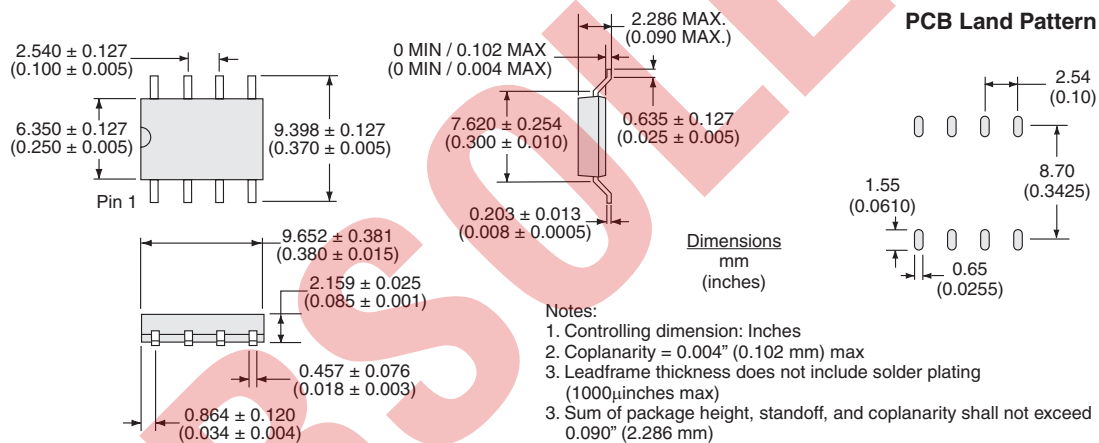 PCB Land Pattern
2.540 ± 0.127
(0.100 ± 0.005)
6.350 ± 0.127
(0.250 ± 0.005)
9.398 ± 0.127
(0.370 ± 0.005)
Pin 1
2.286 MAX.
(0.090 MAX.)
0 MIN / 0.102 MAX
(0 MIN / 0.004 MAX)
7.620 ± 0.254
(0.300 ± 0.010)
0.635 ± 0.127
(0.025 ± 0.005)
0.203 ± 0.013
(0.008 ± 0.0005)
2.54
(0.10)
8.70
(0.3425)
1.55
(0.0610)
0.65
(0.0255)
9.652 ± 0.381
(0.380 ± 0.015)
2.159 ± 0.025
(0.085 ± 0.001)
0.457 ± 0.076
(0.018 ± 0.003)
0.864 ± 0.120
(0.034 ± 0.004)
Dimensions
mm
(inches)
Notes:
1. Controlling dimension: Inches
2. Coplanarity = 0.004" (0.102 mm) max
3. Leadframe thickness does not include solder plating
(1000µinches max)
3. Sum of package height, standoff, and coplanarity shall not exceed
0.090" (2.286 mm)